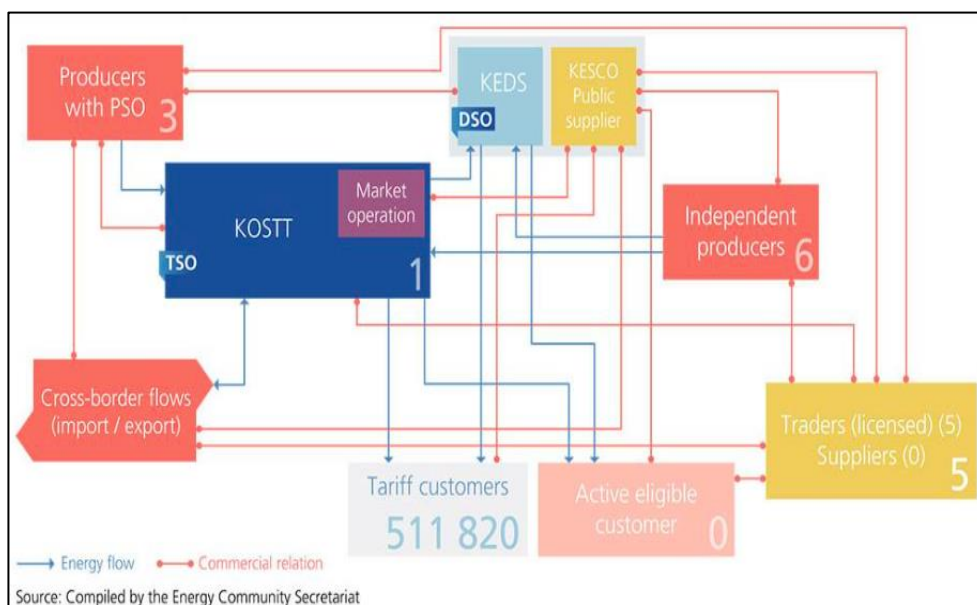 Producers
with PSO
3
KEDS
DSO
KESCO
Public
supplier
Market
operation
KOSTT
TSO
1
Independent
producers
6
Cross-border flows
(import / export)
Traders (licensed) (5)
Suppliers (0)
5
Tariff customers
511 820
Active eligible
customer
0
Energy flow
Commercial relation
Source: Compiled by the Energy Community Secretariat